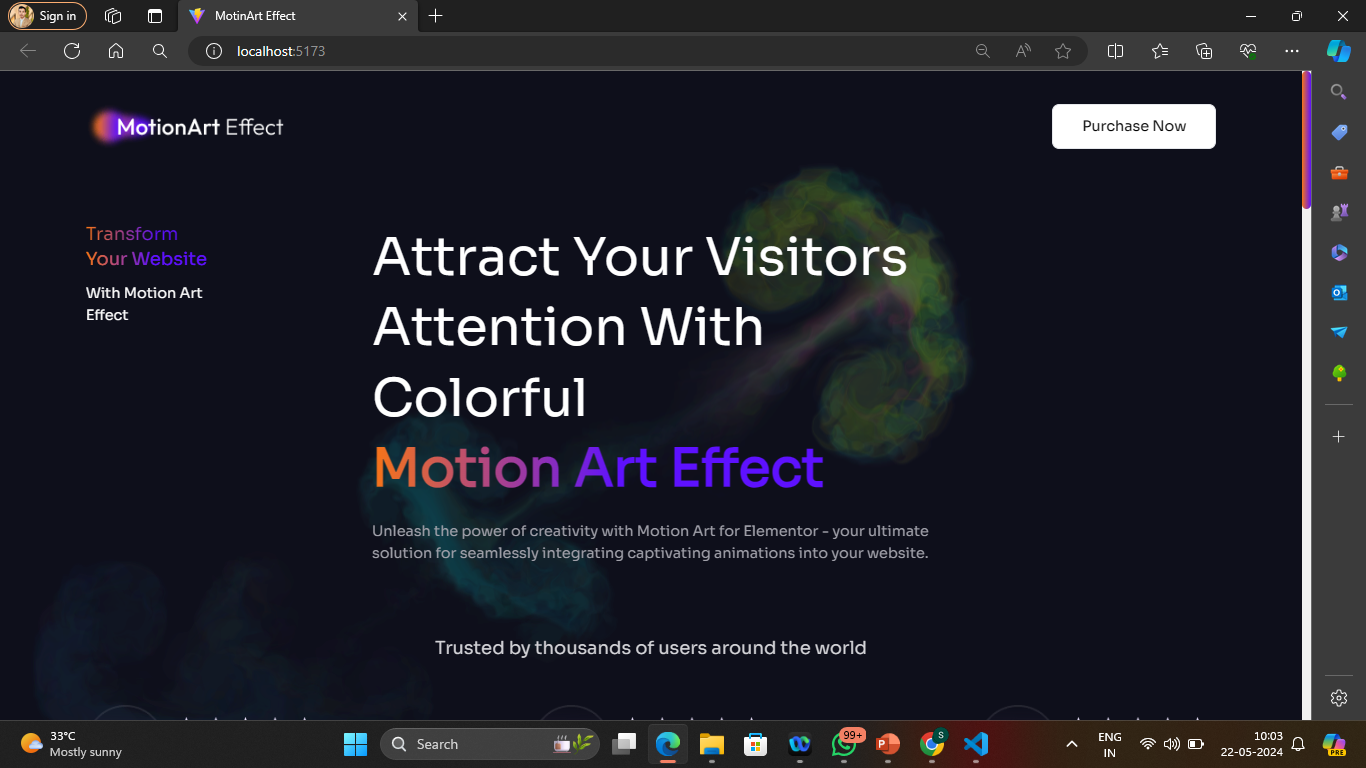 Sign in
MotinArt Effect
localhost:5173
MotionArt Effect
Purchase Now
Transform
Your Website
With Motion Art
Effect
Attract Your Visitors
Attention With
Colorful
Motion Art Effect
Unleash the power of creativity with Motion Art for Elementor - your ultimate
solution for seamlessly integrating captivating animations into your website.
Trusted by thousands of users around the world
33°C
Mostly sunny
Search
99+
P
S
ENG
IN
10:03
22-05-2024
PRE